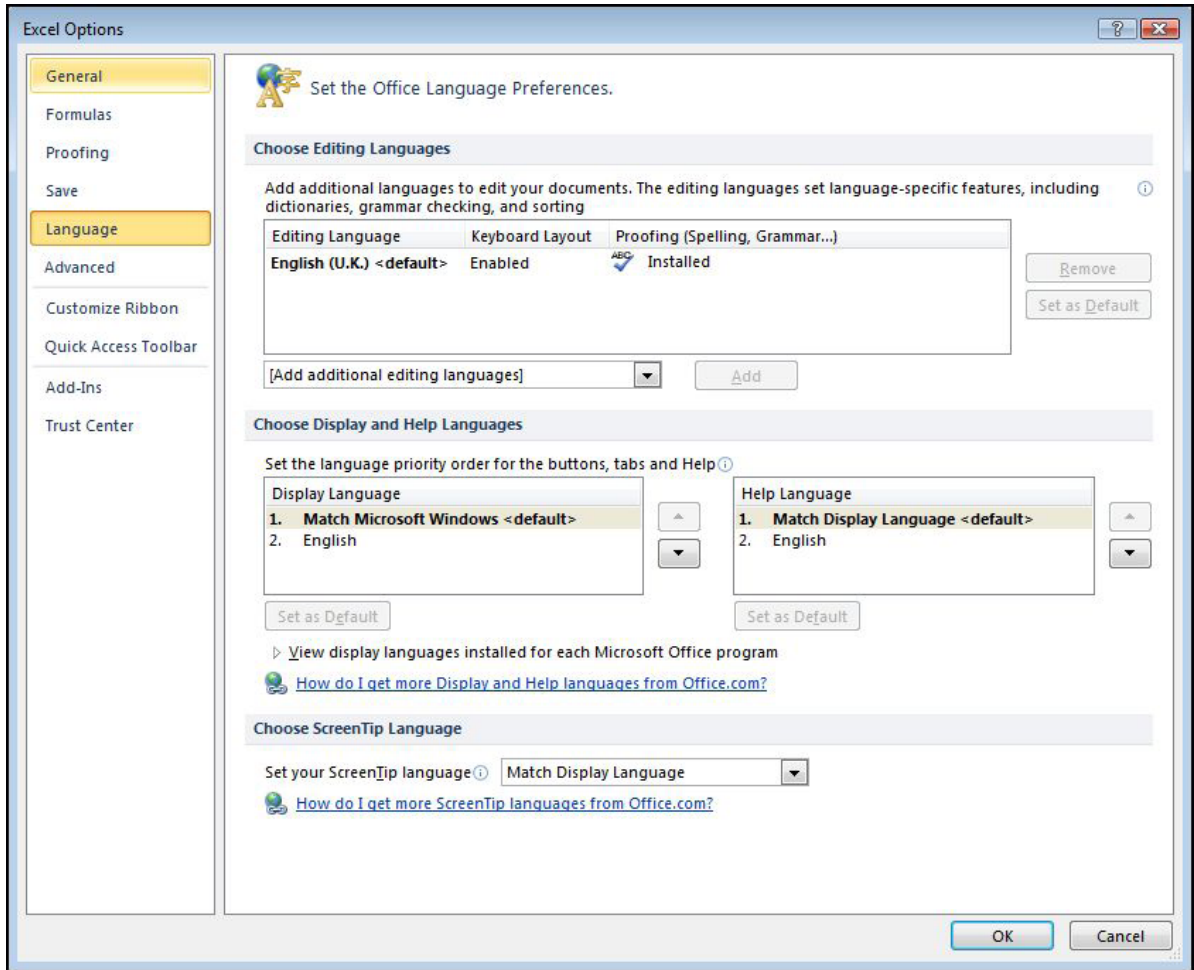 Excel Options
General
Formulas
Proofing
Save
Language
Advanced
Customize Ribbon
Quick Access Toolbar
Add-Ins
Trust Center
Set the Office Language Preferences.
Choose Editing Languages
Add additional languages to edit your documents. The editing languages set language-specific features, including
dictionaries, grammar checking, and sorting
Editing Language Keyboard Layout Proofing (Spelling, Grammar...)
English (U.K.) <default> Enabled ABC Installed
Remove
Set as Default
[Add additional editing languages] Add
Choose Display and Help Languages
Set the language priority order for the buttons, tabs and Help
Display Language
1. Match Microsoft Windows <default>
2. English
Set as Default
Help Language
1. Match Display Language <default>
2. English
Set as Default
View display languages installed for each Microsoft Office program
How do I get more Display and Help languages from Office.com?
Choose ScreenTip Language
Set your ScreenTip language Match Display Language
How do I get more ScreenTip languages from Office.com?
OK Cancel